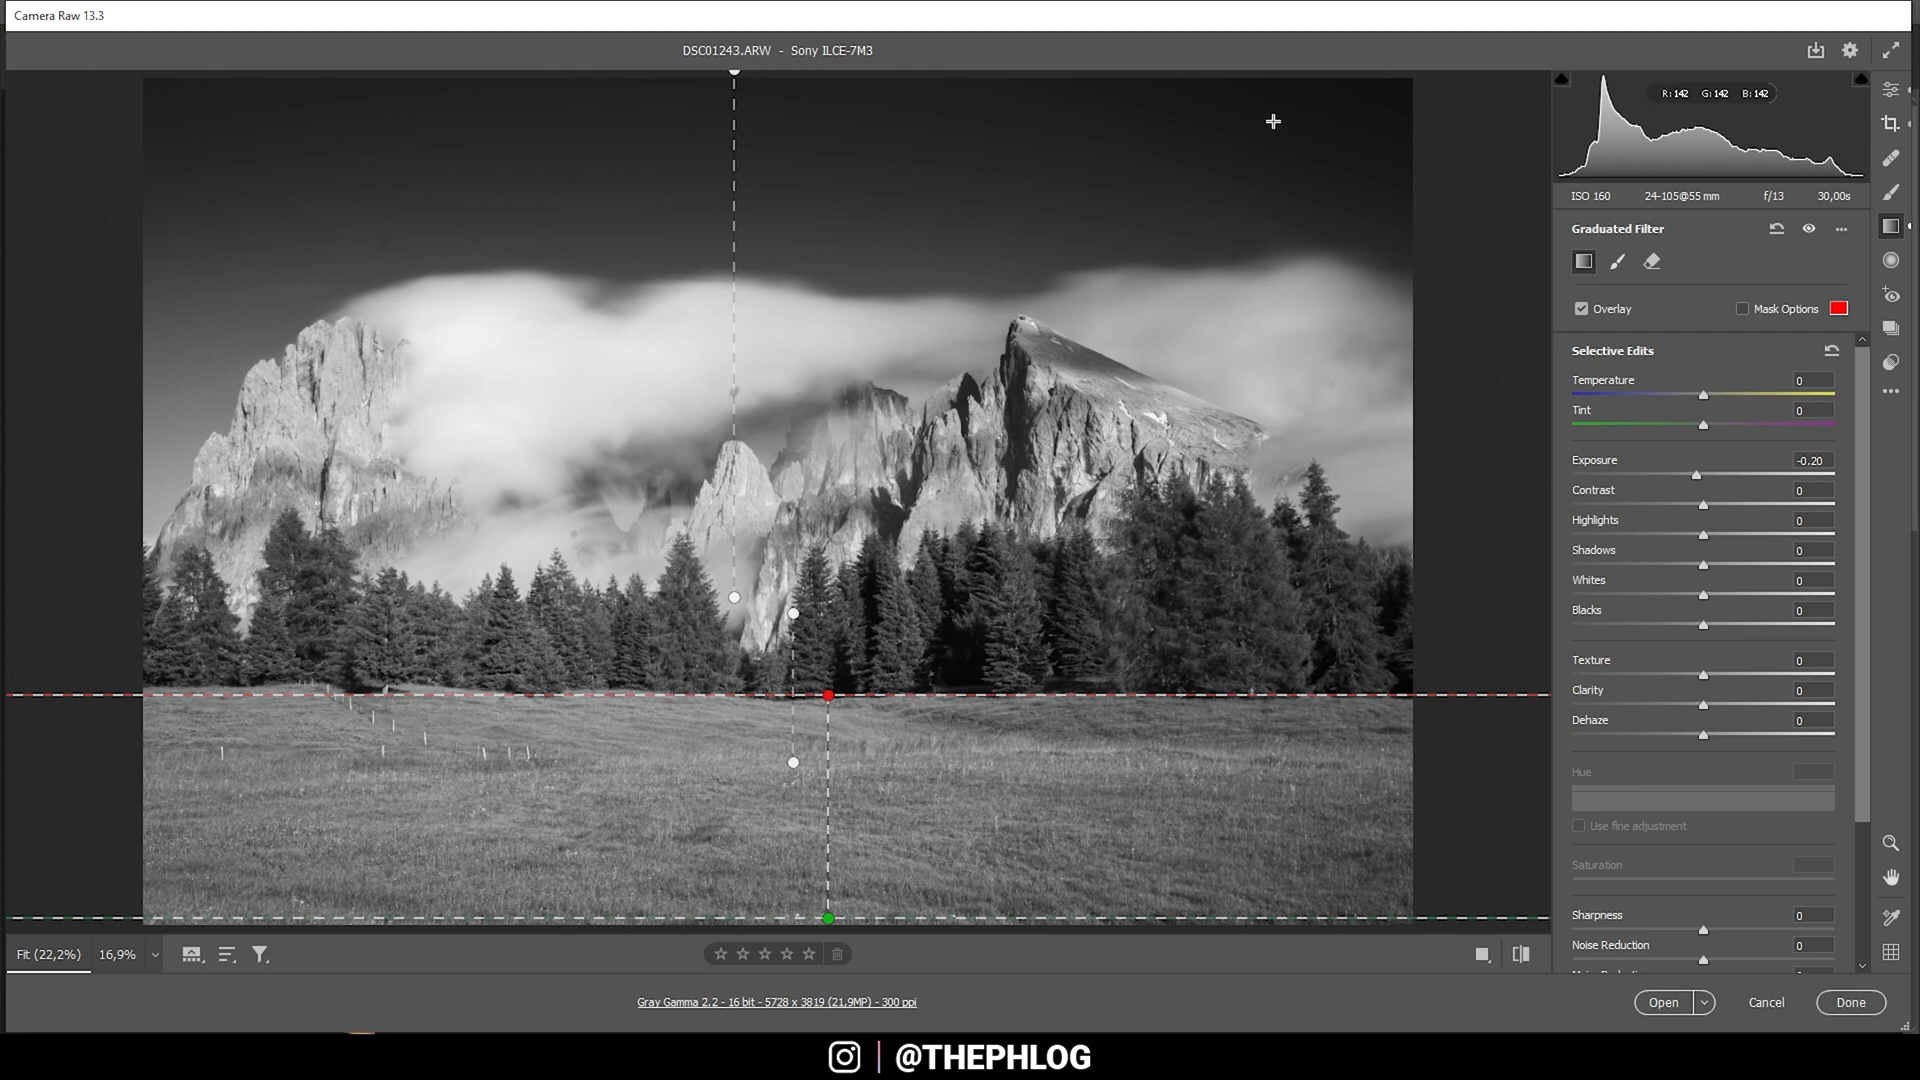 Camera Raw 13.3
DSC01243.ARW - Sony ILCE-7M3
R: 142 G: 142 B: 142
ISO 160 24-105@55 mm f/13 30,00s
Graduated Filter
Overlay Mask Options
Selective Edits
Temperature 0
Tint 0
Exposure -0.20
Contrast 0
Highlights 0
Shadows 0
Whites 0
Blacks 0
Texture 0
Clarity 0
Dehaze 0
Hue
Use fine adjustment
Saturation
Sharpness 0
Noise Reduction 0
Fit (22,2%) 16,9%
Gray Gamma 2.2 - 16 bit - 5728 x 3819 (21,9MP) - 300 ppi
Open Cancel Done
@THEPHLOG